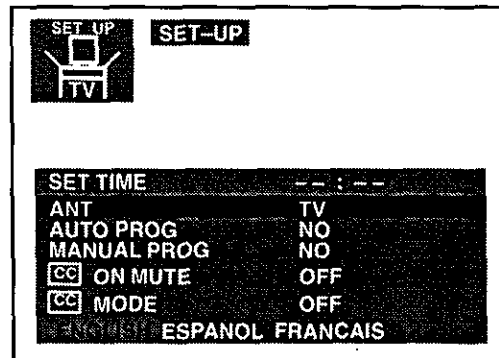 SET UP
TV
SET-UP
SET TIME -- : --
ANT TV
AUTO PROG NO
MANUAL PROG NO
CC ON MUTE OFF
CC MODE OFF
ENGLISH ESPANOL FRANCAIS